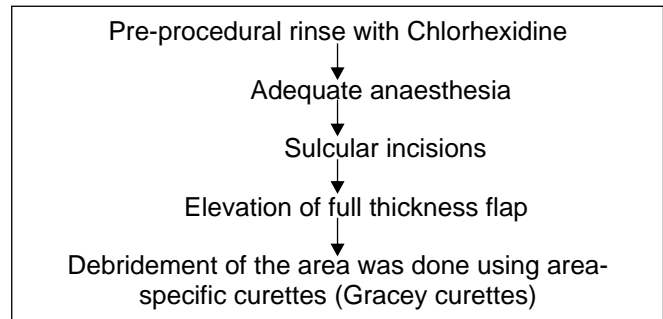 Pre-procedural rinse with Chlorhexidine
Adequate anaesthesia
Sulcular incisions
Elevation of full thickness flap
Debridement of the area was done using area-
specific curettes (Gracey curettes)